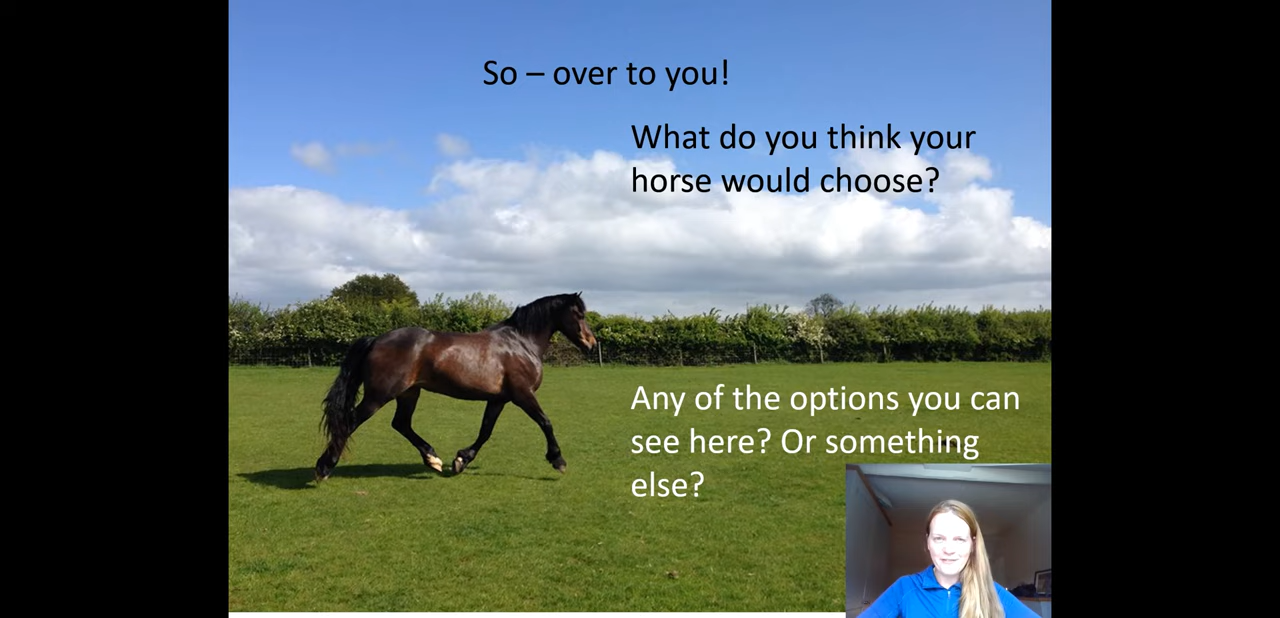 So – over to you!
What do you think your
horse would choose?
Any of the options you can
see here? Or something
else?